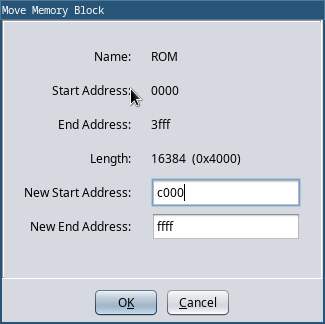 Move Memory Block
Name: ROM
Start Address: 0000
End Address: 3fff
Length: 16384 (0x4000)
New Start Address: c000
New End Address: ffff
OK Cancel